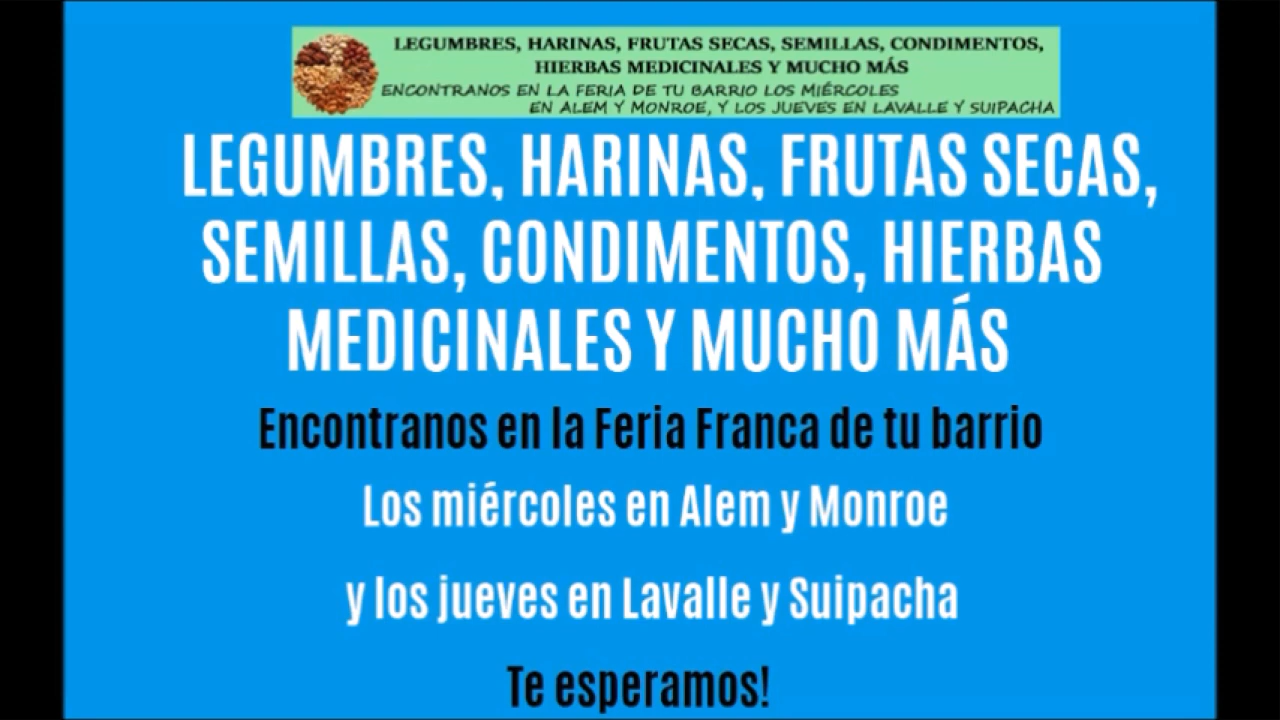 LEGUMBRES, HARINAS, FRUTAS SECAS, SEMILLAS, CONDIMENTOS,
HIERBAS MEDICINALES Y MUCHO MÁS
ENCONTRANOS EN LA FERIA DE TU BARRIO LOS MIÉRCOLES
EN ALEM Y MONROE, Y LOS JUEVES EN LAVALLE Y SUIPACHA
LEGUMBRES, HARINAS, FRUTAS SECAS,
SEMILLAS, CONDIMENTOS, HIERBAS
MEDICINALES Y MUCHO MÁS
Encontranos en la Feria Franca de tu barrio
Los miércoles en Alem y Monroe
y los jueves en Lavalle y Suipacha
Te esperamos!